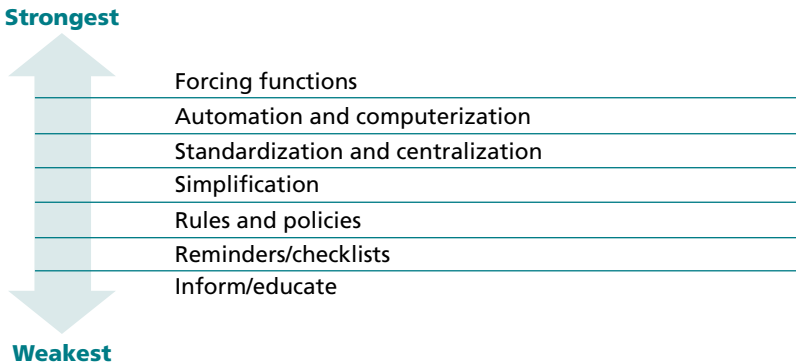 Strongest
Forcing functions
Automation and computerization
Standardization and centralization
Simplification
Rules and policies
Reminders/checklists
Inform/educate
Weakest